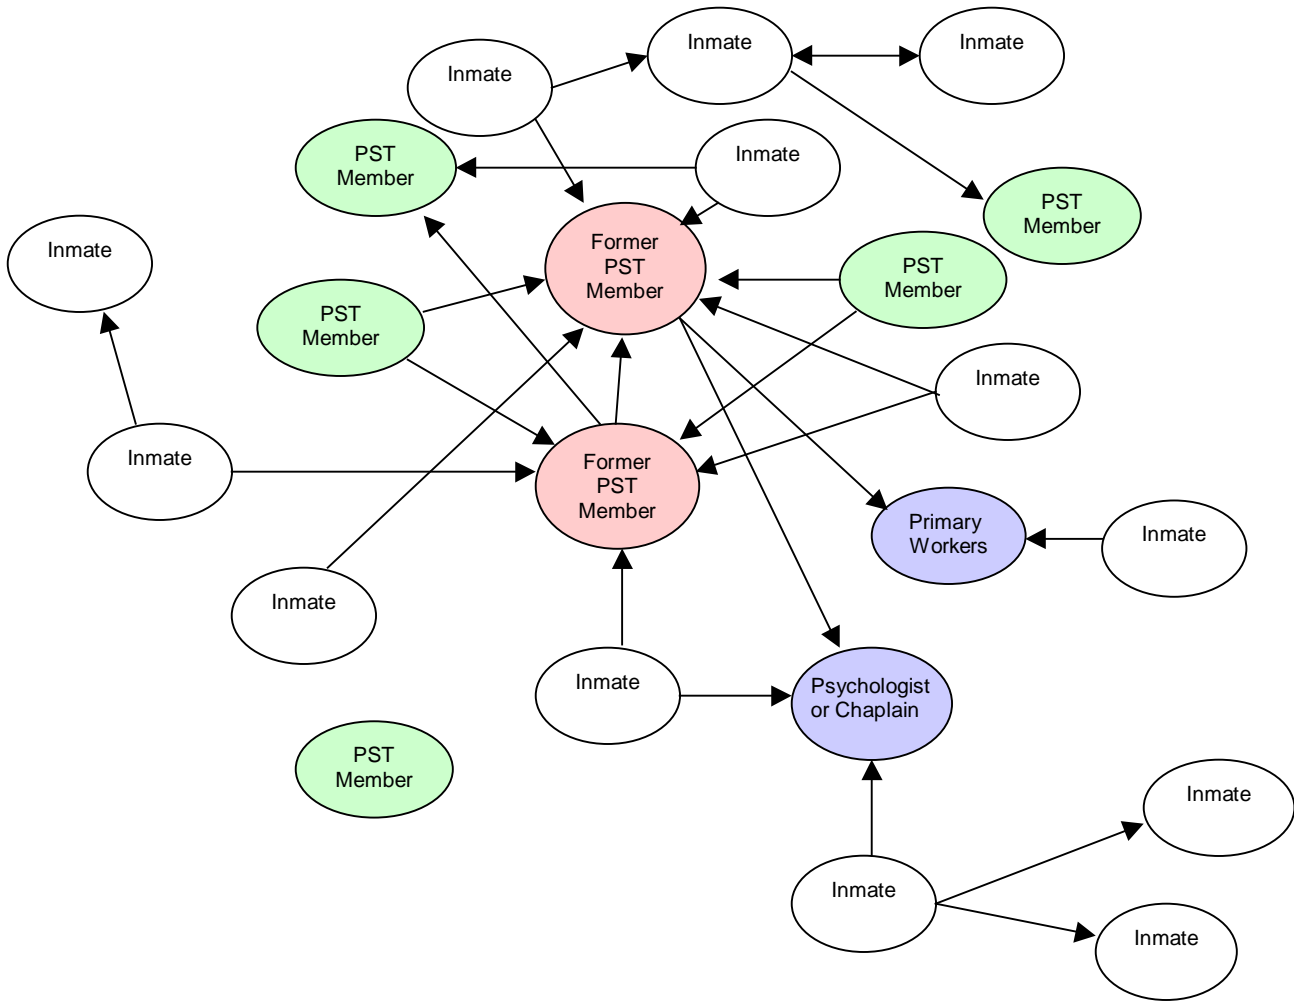 Inmate
Inmate
Inmate
PST
Member
Inmate
PST
Member
Inmate
Former
PST
Member
PST
Member
PST
Member
Inmate
Inmate
Former
PST
Member
Primary
Workers
Inmate
Inmate
Inmate
Psychologist
or Chaplain
PST
Member
Inmate
Inmate
Inmate